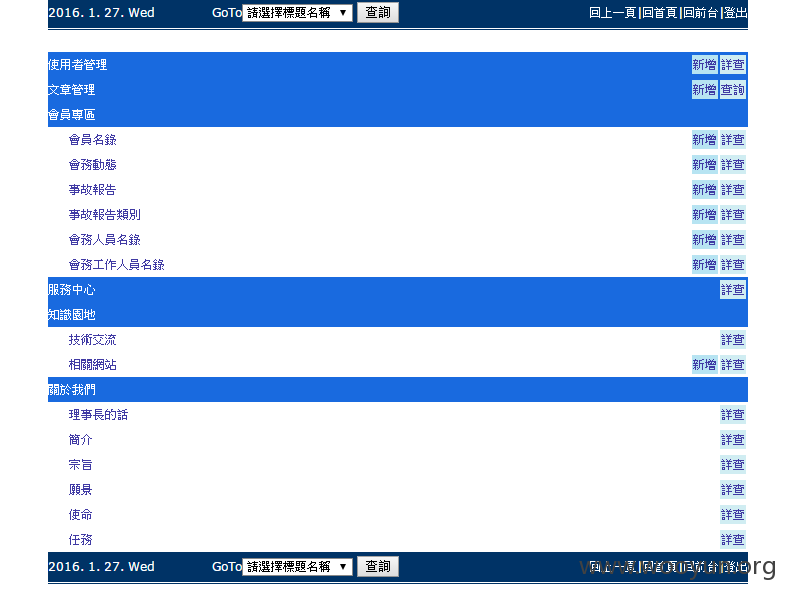 2016. 1. 27. Wed GoTo 請選擇標題名稱 ▼ 查詢 回上一頁|回首頁|回前台|登出
使用者管理 新增 詳查
文章管理 新增 查詢
會員專區
會員名錄 新增 詳查
會務動態 新增 詳查
事故報告 新增 詳查
事故報告類別 新增 詳查
會務人員名錄 新增 詳查
會務工作人員名錄 新增 詳查
服務中心 詳查
知識園地
技術交流 詳查
相關網站 新增 詳查
關於我們
理事長的話 詳查
簡介 詳查
宗旨 詳查
願景 詳查
使命 詳查
任務 詳查
2016. 1. 27. Wed GoTo 請選擇標題名稱 ▼ 查詢 回上一頁|回首頁|回前台|登出